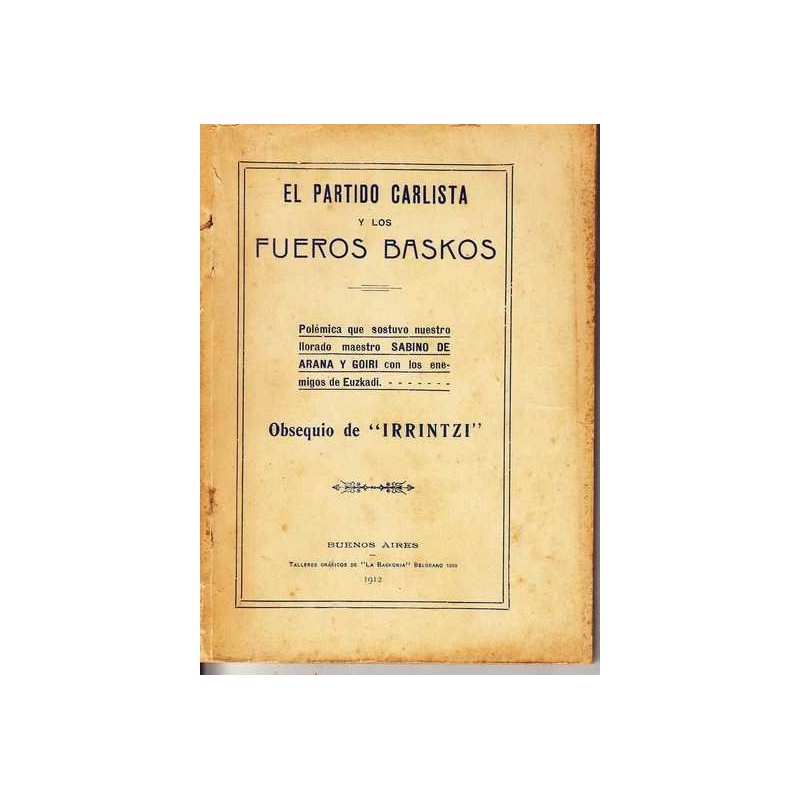 EL PARTIDO CARLISTA
Y LOS
FUEROS BASKOS
Polémica que sostuvo nuestro
llorado maestro SABINO DE
ARANA Y GOIRI con los ene-
migos de Euzkadi. - - - - - - -
Obsequio de “IRRINTZI”
BUENOS AIRES
TALLERES GRÁFICOS DE "LA BASKONIA" BELGRANO
1912